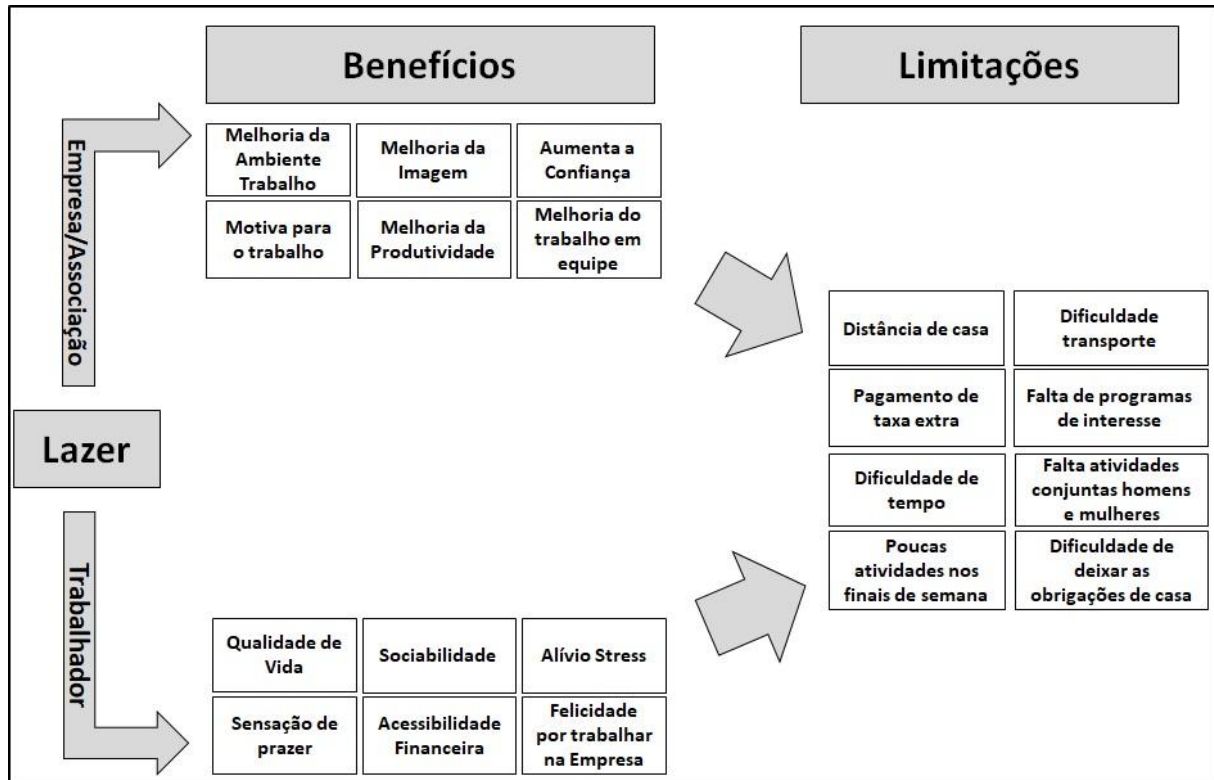 Benefícios
Limitações
Empresa/Associação
Melhoria da
Ambiente
Trabalho
Melhoria da
Imagem
Aumenta a
Confiança
Motiva para
o trabalho
Melhoria da
Produtividade
Melhoria do
trabalho em
equipe
Distância de casa
Dificuldade
transporte
Pagamento de
taxa extra
Falta de programas
de interesse
Lazer
Dificuldade de
tempo
Falta atividades
conjuntas homens
e mulheres
Poucas
atividades nos
finais de semana
Dificuldade de
deixar as
obrigações de casa
Trabalhador
Qualidade de
Vida
Sociabilidade
Alívio Stress
Sensação de
prazer
Acessibilidade
Financeira
Felicidade
por trabalhar
na Empresa